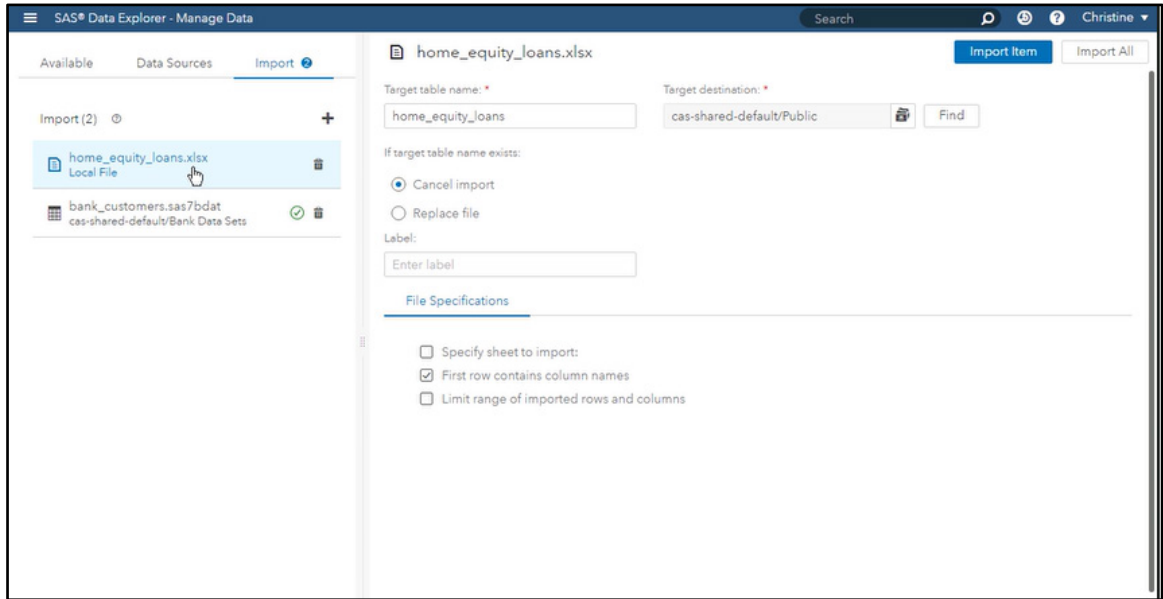 SAS® Data Explorer - Manage Data
Search
Christine
Available Data Sources Import 2
Import (2)
home_equity_loans.xlsx
Local File
bank_customers.sas7bdat
cas-shared-default/Bank Data Sets
home_equity_loans.xlsx
Import Item
Import All
Target table name: *
Target destination: *
home_equity_loans
cas-shared-default/Public
Find
If target table name exists:
Cancel import
Replace file
Label:
Enter label
File Specifications
Specify sheet to import:
First row contains column names
Limit range of imported rows and columns